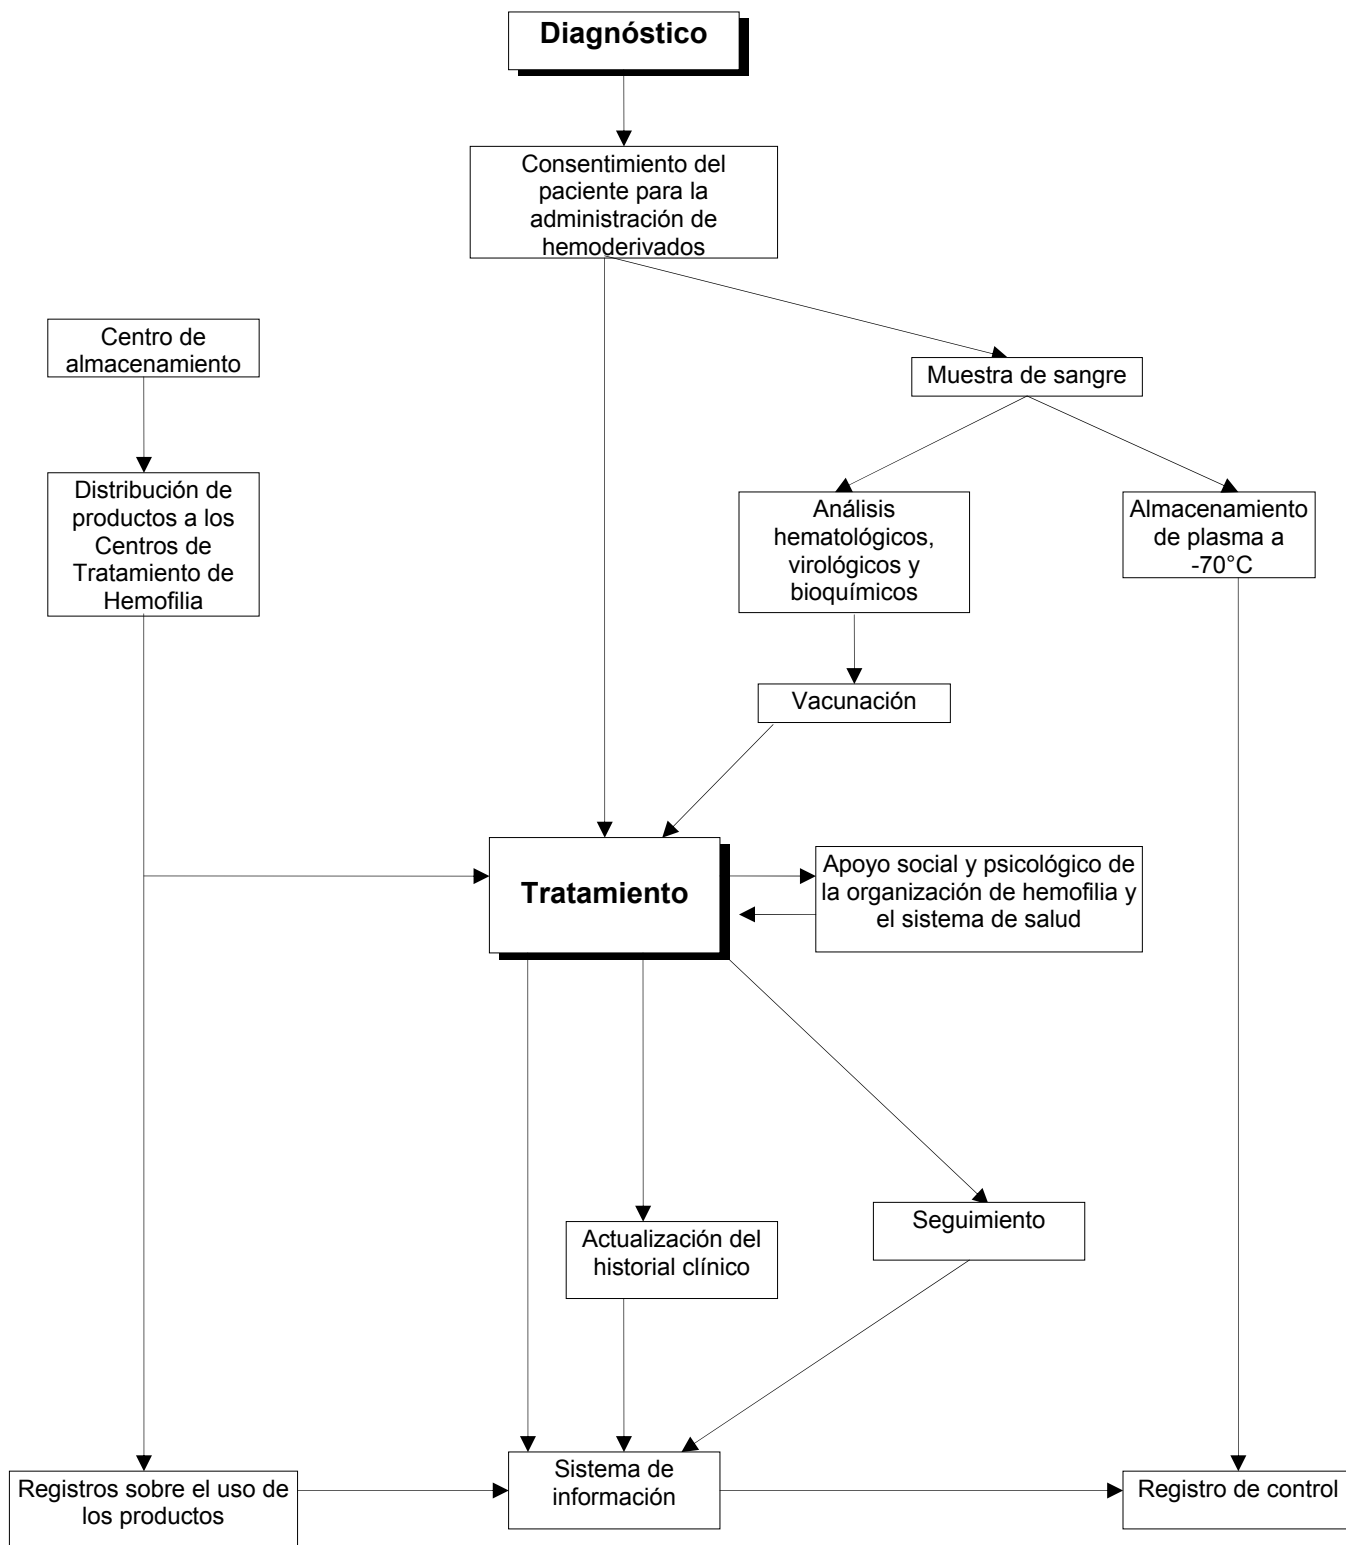 Diagnóstico
Consentimiento del
paciente para la
administración de
hemoderivados
Centro de
almacenamiento
Muestra de sangre
Distribución de
productos a los
Centros de
Tratamiento de
Hemofilia
Análisis
hematológicos,
virológicos y
bioquímicos
Almacenamiento
de plasma a
-70°C
Vacunación
Tratamiento
Apoyo social y psicológico de
la organización de hemofilia y
el sistema de salud
Actualización del
historial clínico
Seguimiento
Registros sobre el uso de
los productos
Sistema de
información
Registro de control